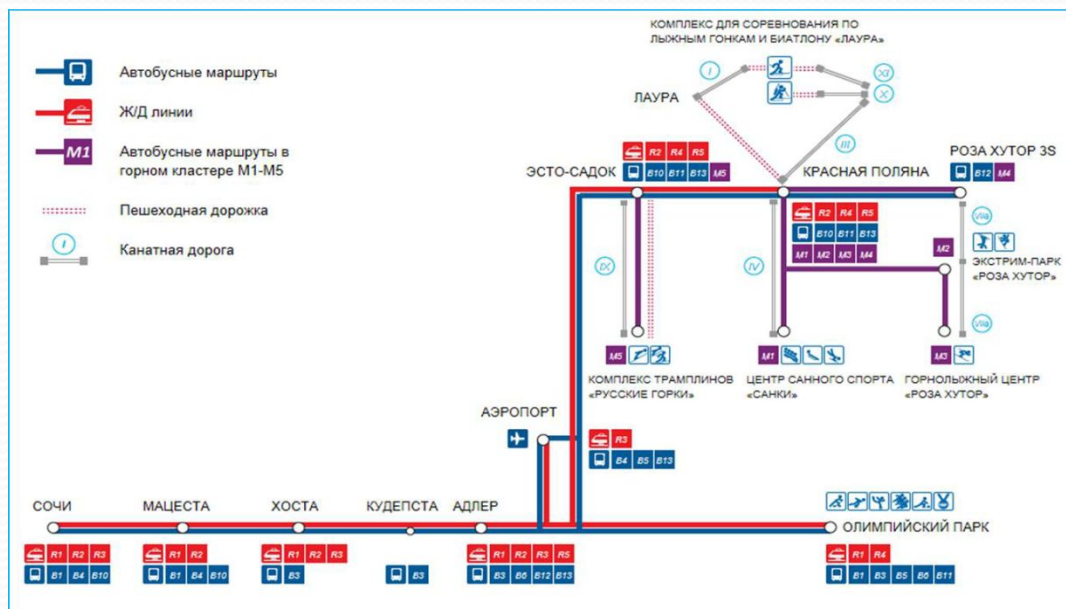 КОМПЛЕКС ДЛЯ СОРЕВНОВАНИЯ ПО
ЛЫЖНЫМ ГОНКАМ И БИАТЛОНУ «ЛАУРА»
Автобусные маршруты
Ж/Д линии
M1 Автобусные маршруты в
горном кластере М1-М5
Пешеходная дорожка
I Канатная дорога
I
XI
X
ЛАУРА
III
R2 R4 R5
B10 B11 B13 M5
ЭСТО-САДОК
КРАСНАЯ ПОЛЯНА
R2 R4 R5
B10 B11 B13
M1 M2 M3 M4
РОЗА ХУТОР 3S
B12 M4
VIIa
M2
ЭКСТРИМ-ПАРК
«РОЗА ХУТОР»
IX
IV
VIIa
M5
КОМПЛЕКС ТРАМПЛИНОВ
«РУССКИЕ ГОРКИ»
M1
ЦЕНТР САННОГО СПОРТА
«САНКИ»
M3
ГОРНОЛЫЖНЫЙ ЦЕНТР
«РОЗА ХУТОР»
АЭРОПОРТ
R3
B4 B5 B13
СОЧИ
R1 R2 R3
B1 B4 B10
МАЦЕСТА
R1 R2
B1 B4 B10
ХОСТА
R1 R2 R3
B3
КУДЕПСТА
B3
АДЛЕР
R1 R2 R3 R5
B3 B6 B12 B13
ОЛИМПИЙСКИЙ ПАРК
R1 R4
B1 B3 B5 B6 B11